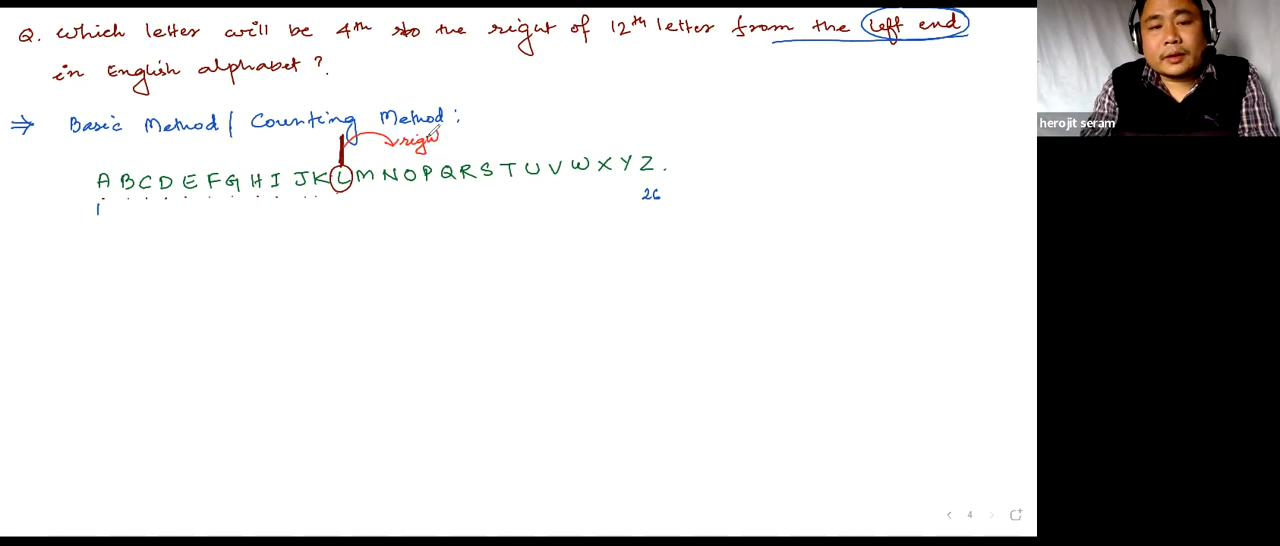 Q. Which letter will be 4th to the right of 12th letter from the left end
in English alphabet ?
⇒ Basic Method / Counting Method :
→ righ
A B C D E F G H I J K L M N O P Q R S T U V W X Y Z .
1 26
herojit seram
4